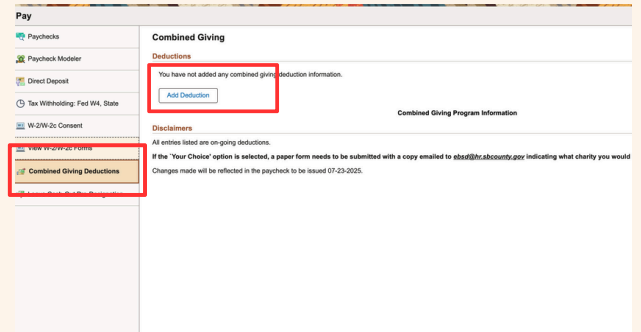 Pay
Paychecks
Paycheck Modeler
Direct Deposit
Tax Withholding: Fed W4, State
W-2/W-2c Consent
View W-2/W-2c Forms
Combined Giving Deductions
Combined Giving
Deductions
You have not added any combined giving deduction information.
Add Deduction
Combined Giving Program Information
Disclaimers
All entries listed are on-going deductions.
If the `Your Choice' option is selected, a paper form needs to be submitted with a copy emailed to ebsd@hr.sbcounty.gov indicating what charity you would
Changes made will be reflected in the paycheck to be issued 07-23-2025.